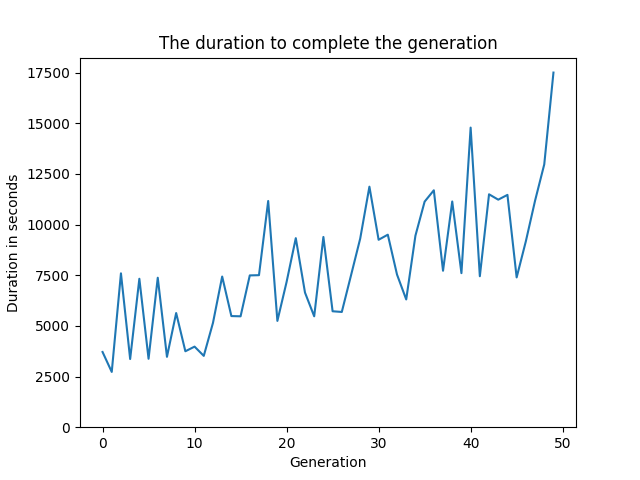 The duration to complete the generation
17500
15000
12500
10000
7500
5000
2500
0
Duration in seconds
0 10 20 30 40 50
Generation